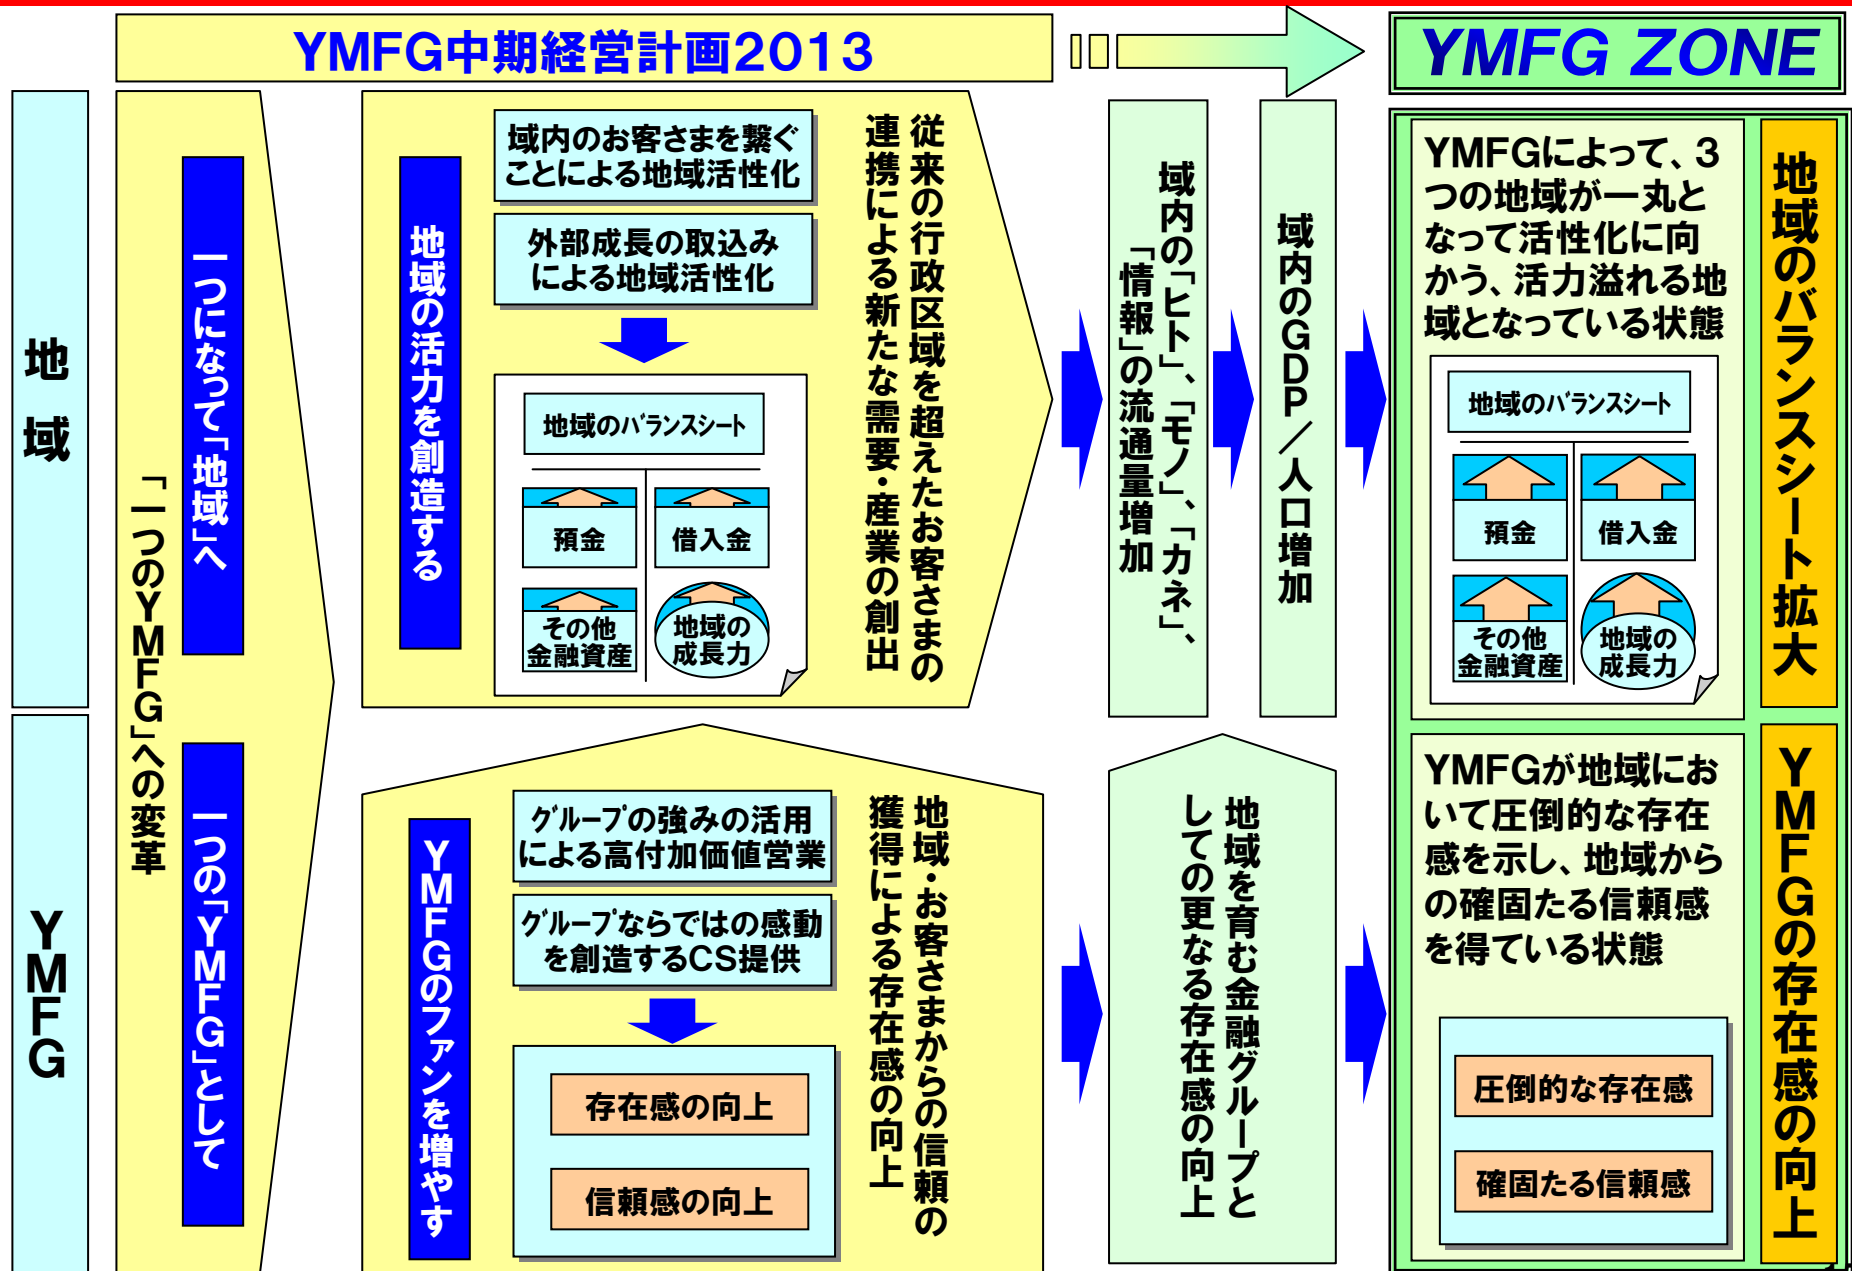 YMFG中期経営計画2013
YMFG ZONE
地域
YMFG
「一つのYMFG」への変革
一つになって「地域」へ
一つの「YMFG」として
地域の活力を創造する
域内のお客さまを繋ぐ
ことによる地域活性化
外部成長の取込み
による地域活性化
地域のバランスシート
預金
借入金
その他
金融資産
地域の
成長力
従来の行政区域を超えたお客さまの
連携による新たな需要・産業の創出
域内の「ヒト」、「モノ」、「カネ」、
「情報」の流通量増加
域内のGDP／人口増加
YMFGによって、3
つの地域が一丸と
なって活性化に向
かう、活力溢れる地
域となっている状態
地域のバランスシート
預金
借入金
その他
金融資産
地域の
成長力
地域のバランスシート拡大
YMFGのファンを増やす
グループの強みの活用
による高付加価値営業
グループならではの感動
を創造するCS提供
存在感の向上
信頼感の向上
地域・お客さまからの信頼の
獲得による存在感の向上
地域を育む金融グループと
しての更なる存在感の向上
YMFGが地域にお
いて圧倒的な存在
感を示し、地域から
の確固たる信頼感
を得ている状態
圧倒的な存在感
確固たる信頼感
YMFGの存在感の向上